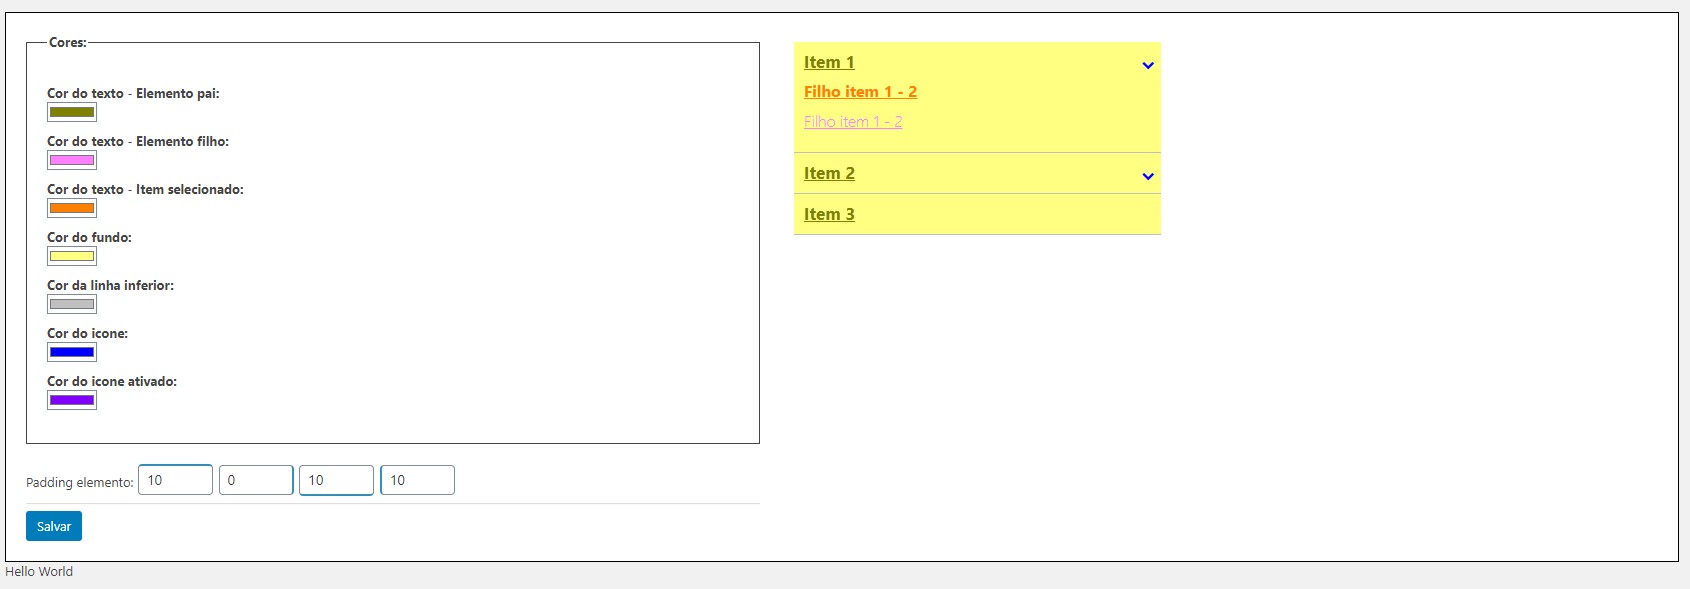 Cores:
Cor do texto - Elemento pai:
Cor do texto - Elemento filho:
Cor do texto - Item selecionado:
Cor do fundo:
Cor da linha inferior:
Cor do icone:
Cor do icone ativado:
Padding elemento: 10 0 10 10
Salvar
Item 1
Filho item 1 - 2
Filho item 1 - 2
Item 2
Item 3
Hello World